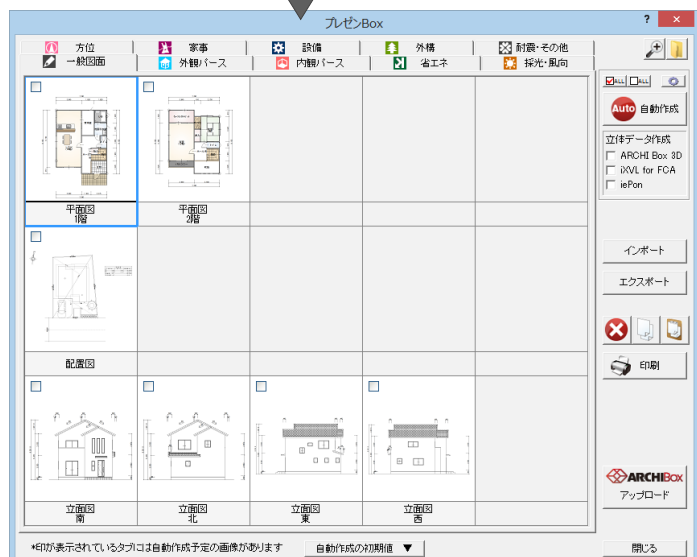 プレゼンBox
?
×
方位
家事
設備
外構
耐震・その他
一般図面
外観パース
内観パース
省エネ
採光・風向
ALL
ALL
Auto 自動作成
立体データ作成
ARCHI Box 3D
iXVL for FCA
iePon
平面図
1階
平面図
2階
インポート
エクスポート
配置図
印刷
立面図
南
立面図
北
立面図
東
立面図
西
ARCHIBOX
アップロード
*印が表示されているタブには自動作成予定の画像があります
自動作成の初期値 ▼
閉じる